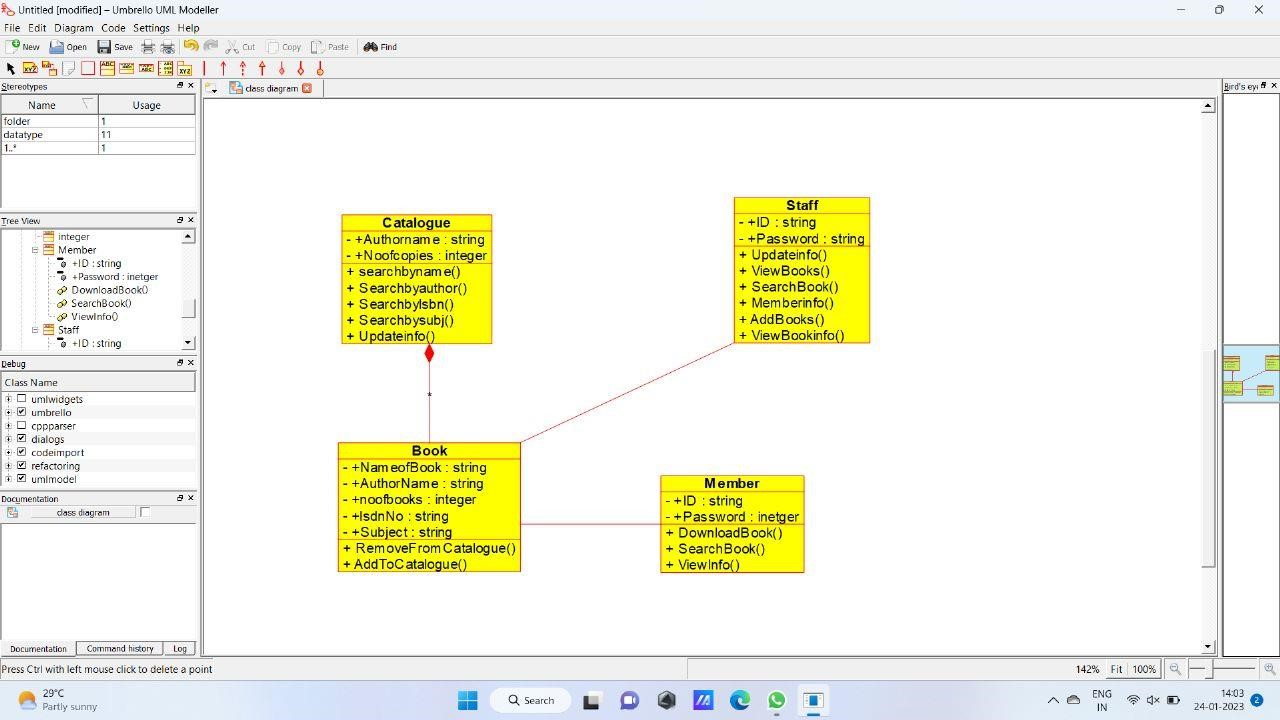 Untitled [modified] – Umbrello UML Modeller
File Edit Diagram Code Settings Help
New Open Save Cut Copy Paste Find
Stereotypes
Name Usage
folder 1
datatype 11
1..* 1
Tree View
integer
Member
+ID : string
+Password : inetger
DownloadBook()
SearchBook()
ViewInfo()
Staff
+ID : string
Debug
Class Name
umlwidgets
umbrello
cppparser
dialogs
codeimport
refactoring
umlmodel
Documentation
class diagram
Documentation Command history Log
class diagram
Catalogue
- +Authorname : string
- +Noofcopies : integer
+ searchbyname()
+ Searchbyauthor()
+ SearchbyIsbn()
+ Searchbysubj()
+ Updateinfo()
*
Staff
- +ID : string
- +Password : string
+ Updateinfo()
+ ViewBooks()
+ SearchBook()
+ Memberinfo()
+ AddBooks()
+ ViewBookinfo()
Book
- +NameofBook : string
- +AuthorName : string
- +noofbooks : integer
- +IsdnNo : string
- +Subject : string
+ RemoveFromCatalogue()
+ AddToCatalogue()
Member
- +ID : string
- +Password : inetger
+ DownloadBook()
+ SearchBook()
+ ViewInfo()
Bird's ey
Press Ctrl with left mouse click to delete a point
142% Fit 100%
29°C
Partly sunny
Search
ENG
IN
14:03
24-01-2023
2